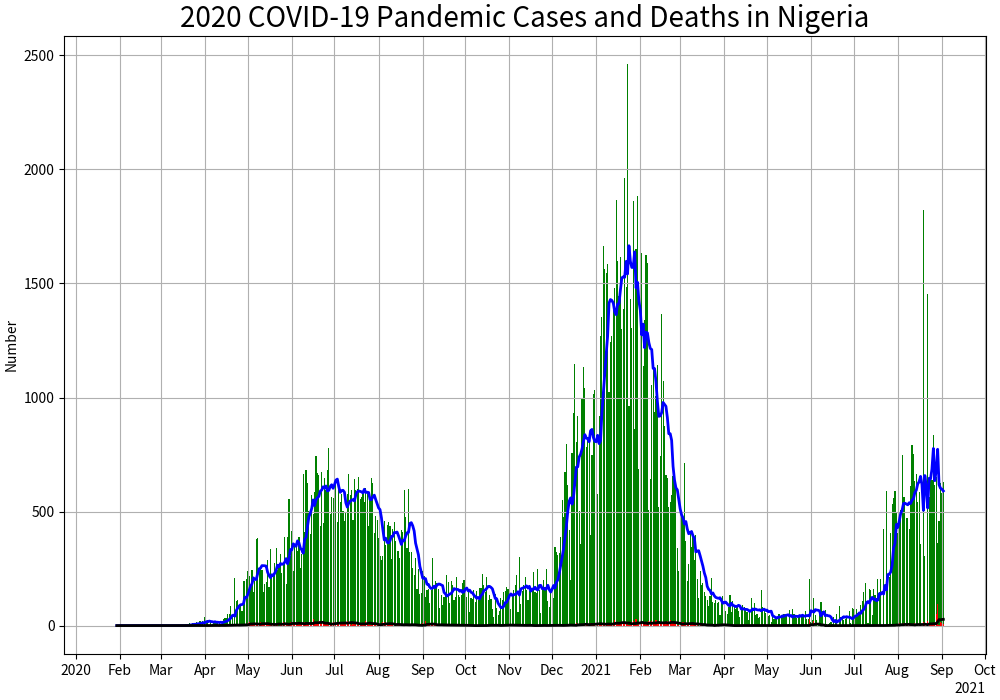 2020 COVID-19 Pandemic Cases and Deaths in Nigeria
Number
2500
2000
1500
1000
500
0
2020 Feb Mar Apr May Jun Jul Aug Sep Oct Nov Dec 2021 Feb Mar Apr May Jun Jul Aug Sep Oct
2021